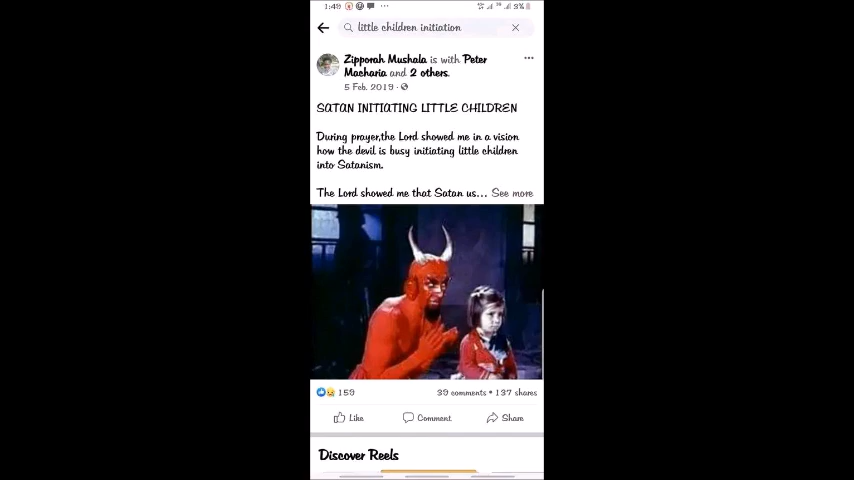 1:49 3%
little children initiation
Zipporah Mushala is with Peter
Macharia and 2 others.
5 Feb. 2019 ·
SATAN INITIATING LITTLE CHILDREN
During prayer,the Lord showed me in a vision
how the devil is busy initiating little children
into Satanism.
The Lord showed me that Satan us... See more
159 39 comments • 137 shares
Like Comment Share
Discover Reels